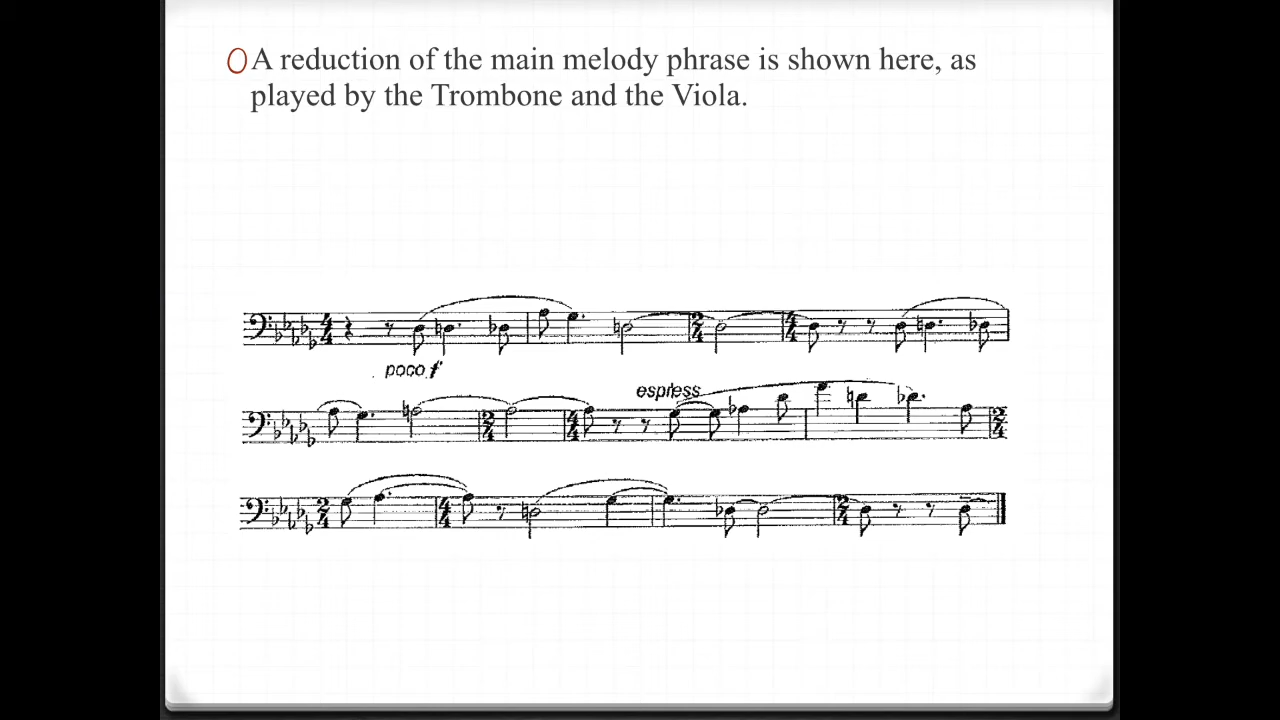 A reduction of the main melody phrase is shown here, as
played by the Trombone and the Viola.
poco f
espress